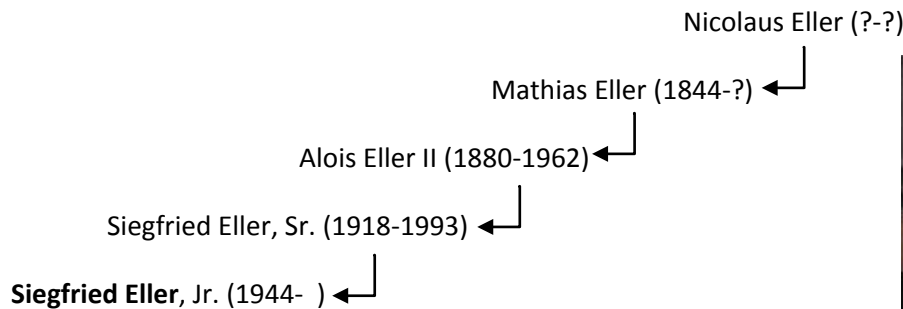 Nicolaus Eller (?-?)
Mathias Eller (1844-?)
Alois Eller II (1880-1962)
Siegfried Eller, Sr. (1918-1993)
Siegfried Eller, Jr. (1944-  )